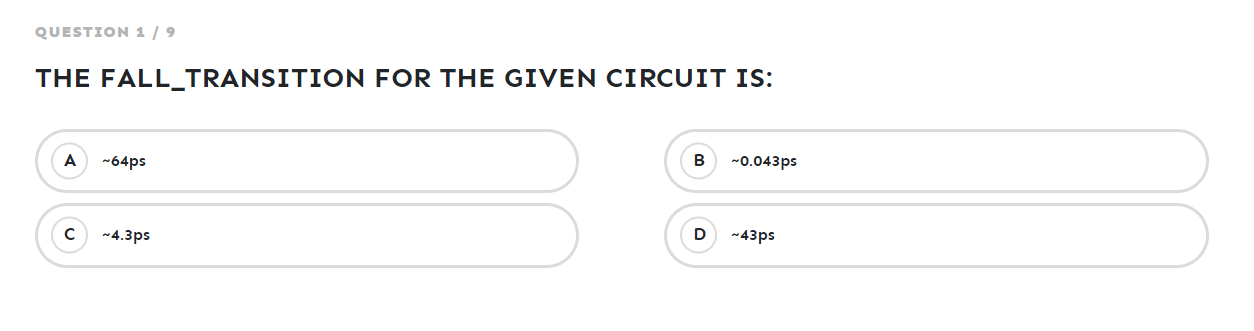 QUESTION 1 / 9
THE FALL_TRANSITION FOR THE GIVEN CIRCUIT IS:
A ~64ps
B ~0.043ps
C ~4.3ps
D ~43ps